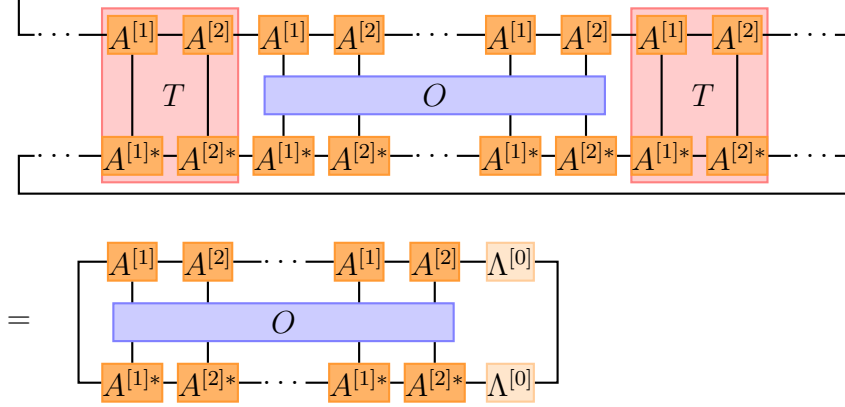 ··· A^[1] A^[2] A^[1] A^[2] ··· A^[1] A^[2] A^[1] A^[2] ···
T O T
··· A^[1]* A^[2]* A^[1]* A^[2]* ··· A^[1]* A^[2]* A^[1]* A^[2]* ···
A^[1] A^[2] ··· A^[1] A^[2] Λ^[0]
= O
A^[1]* A^[2]* ··· A^[1]* A^[2]* Λ^[0]